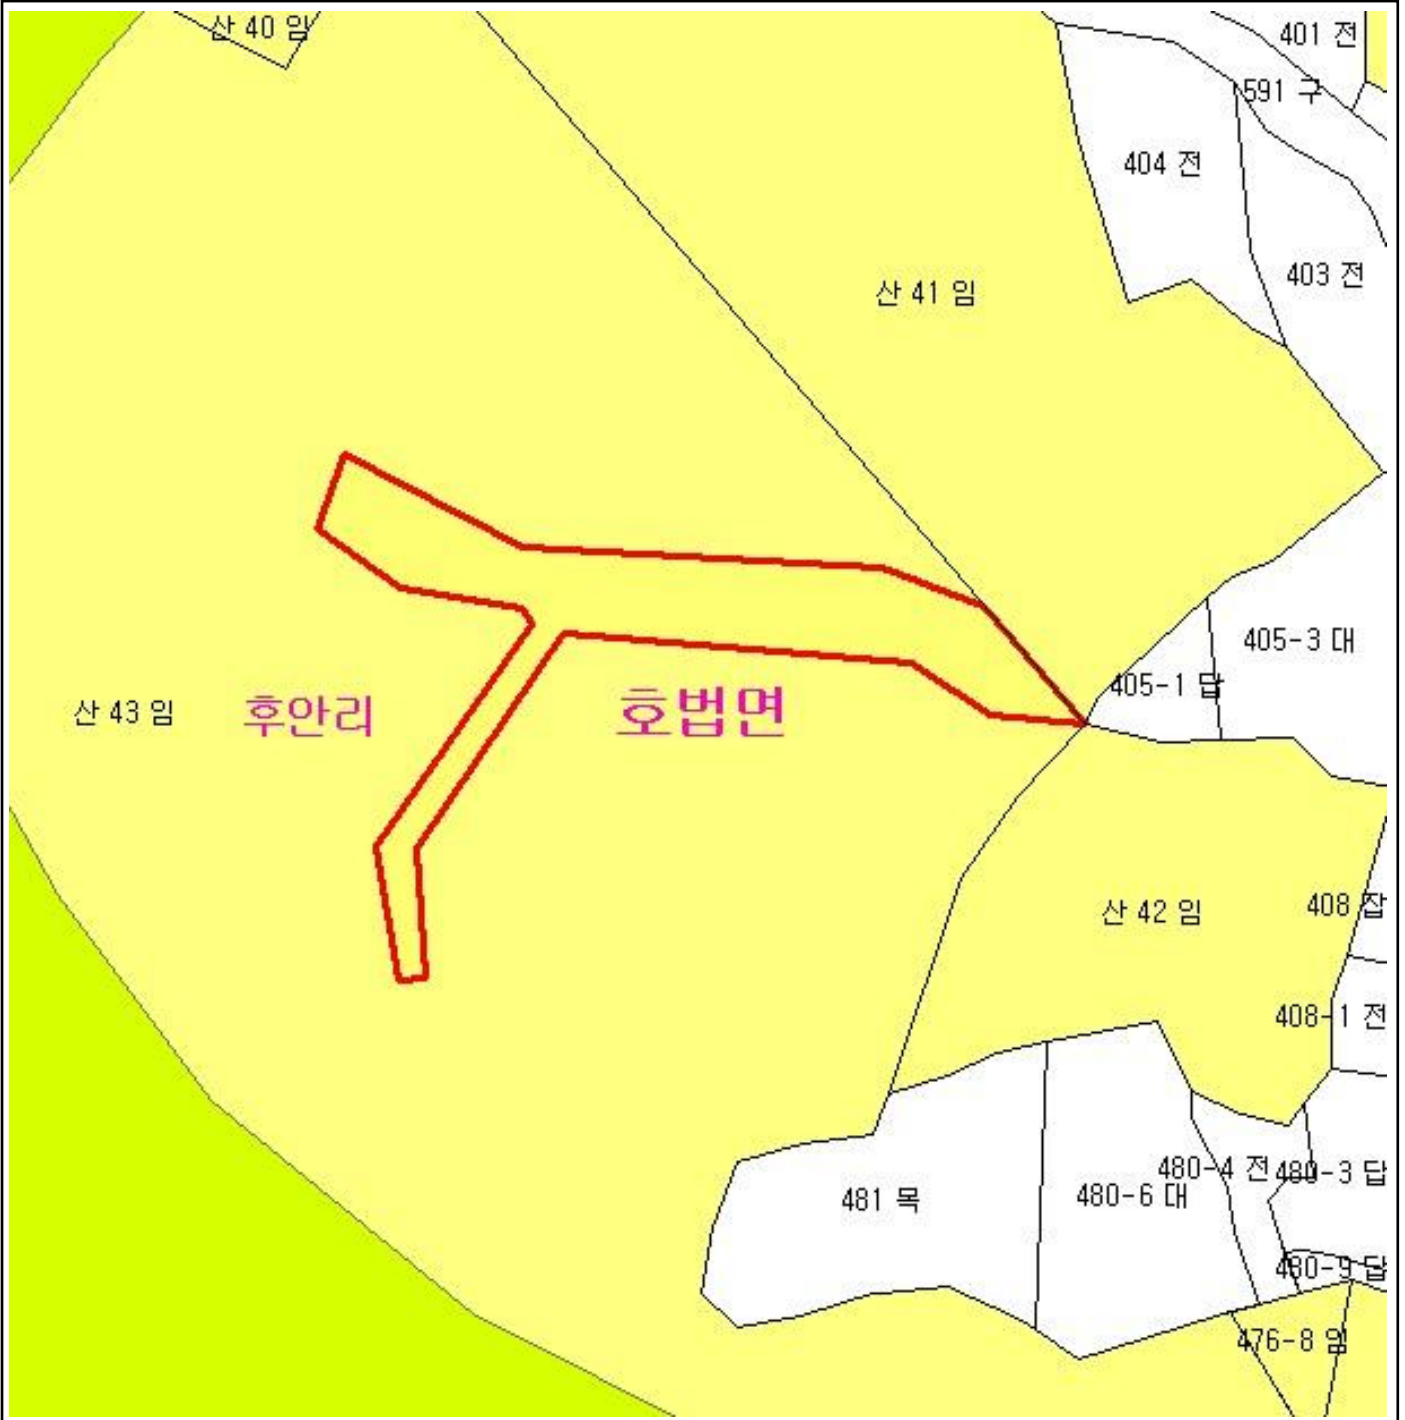 산 40 임
401 전
591 구
404 전
403 전
산 41 임
405-3 대
405-1 답
산 43 임
후안리
호법면
408 잡
산 42 임
408-1 전
480-4 전
480-3 답
481 목
480-6 대
480-9 답
476-8 임